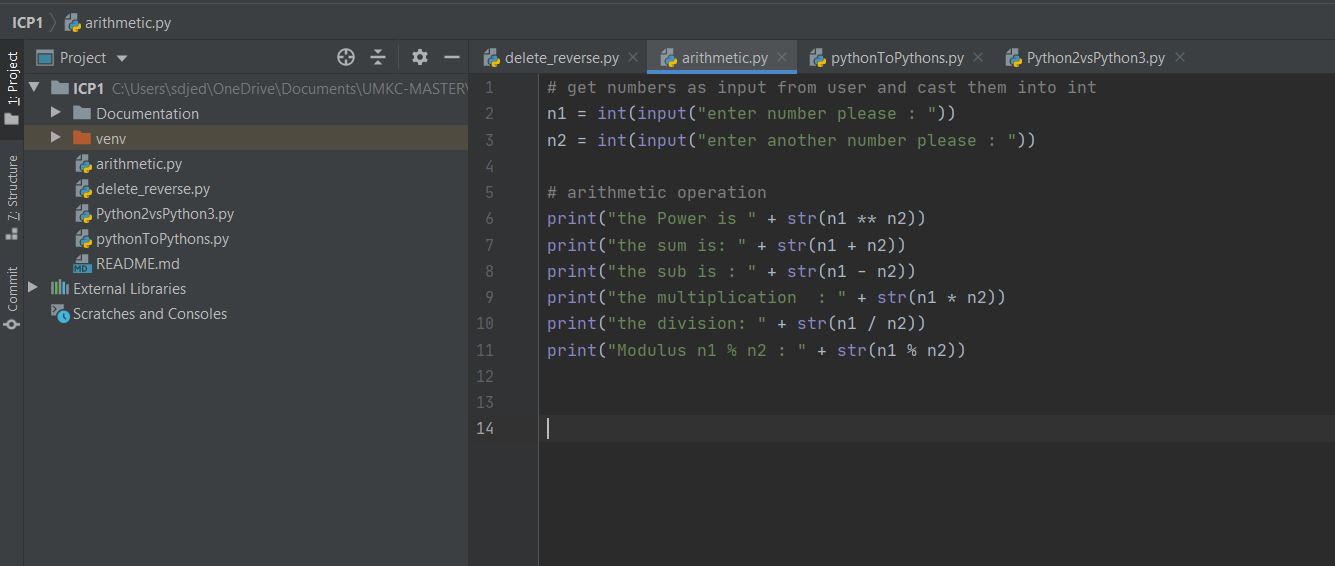 ICP1 arithmetic.py
Project
delete_reverse.py
arithmetic.py
pythonToPythons.py
Python2vsPython3.py
1: Project
7: Structure
Commit
ICP1 C:\Users\sdjed\OneDrive\Documents\UMKC-MASTER\
Documentation
venv
arithmetic.py
delete_reverse.py
Python2vsPython3.py
pythonToPythons.py
README.md
External Libraries
Scratches and Consoles
1 # get numbers as input from user and cast them into int
2 n1 = int(input("enter number please : "))
3 n2 = int(input("enter another number please : "))
4
5 # arithmetic operation
6 print("the Power is " + str(n1 ** n2))
7 print("the sum is: " + str(n1 + n2))
8 print("the sub is : " + str(n1 - n2))
9 print("the multiplication  : " + str(n1 * n2))
10 print("the division: " + str(n1 / n2))
11 print("Modulus n1 % n2 : " + str(n1 % n2))
12
13
14